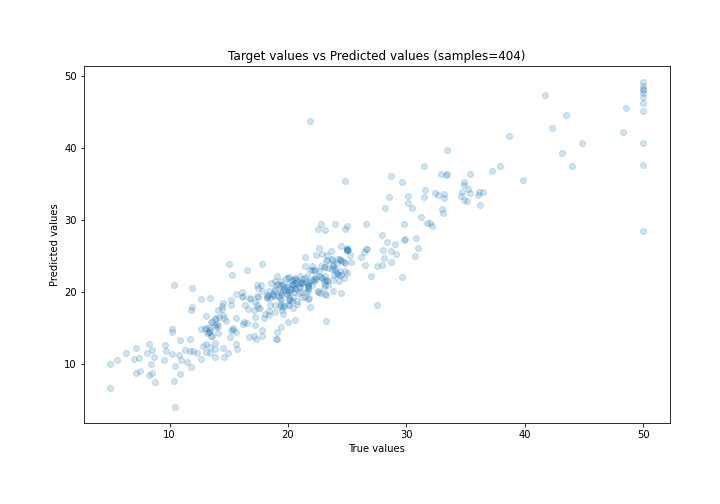 Target values vs Predicted values (samples=404)
50
40
30
20
10
Predicted values
10 20 30 40 50
True values